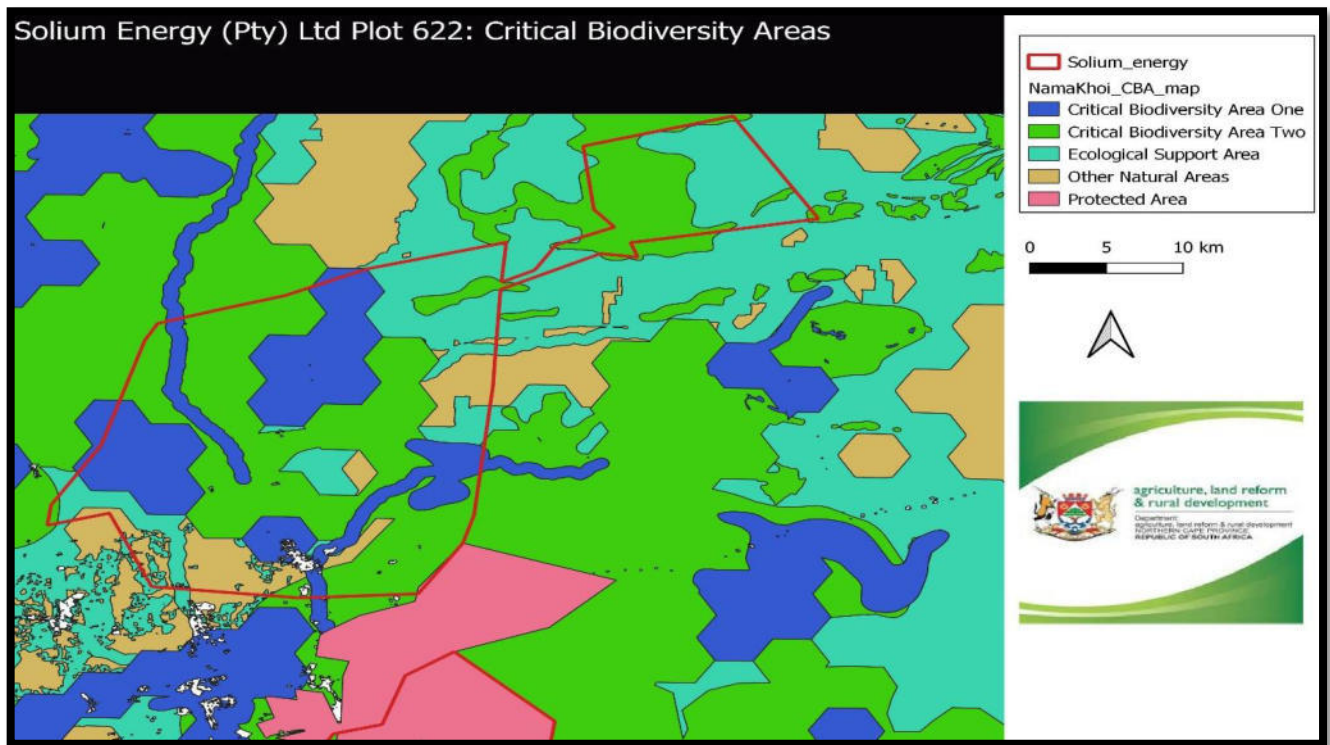 Solium Energy (Pty) Ltd Plot 622: Critical Biodiversity Areas
Solium_energy
NamaKhoi_CBA_map
Critical Biodiversity Area One
Critical Biodiversity Area Two
Ecological Support Area
Other Natural Areas
Protected Area
0 5 10 km
agriculture, land reform
& rural development
Department:
agriculture, land reform & rural development
NORTHERN CAPE PROVINCE
REPUBLIC OF SOUTH AFRICA